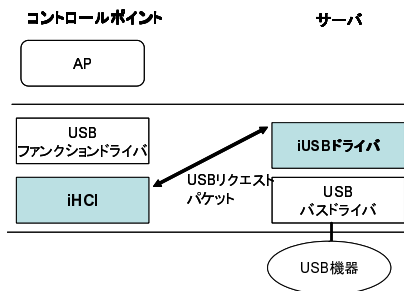 コントロールポイント
サーバ
AP
USB
ファンクションドライバ
iHCI
USBリクエスト
パケット
iUSBドライバ
USB
バスドライバ
USB機器